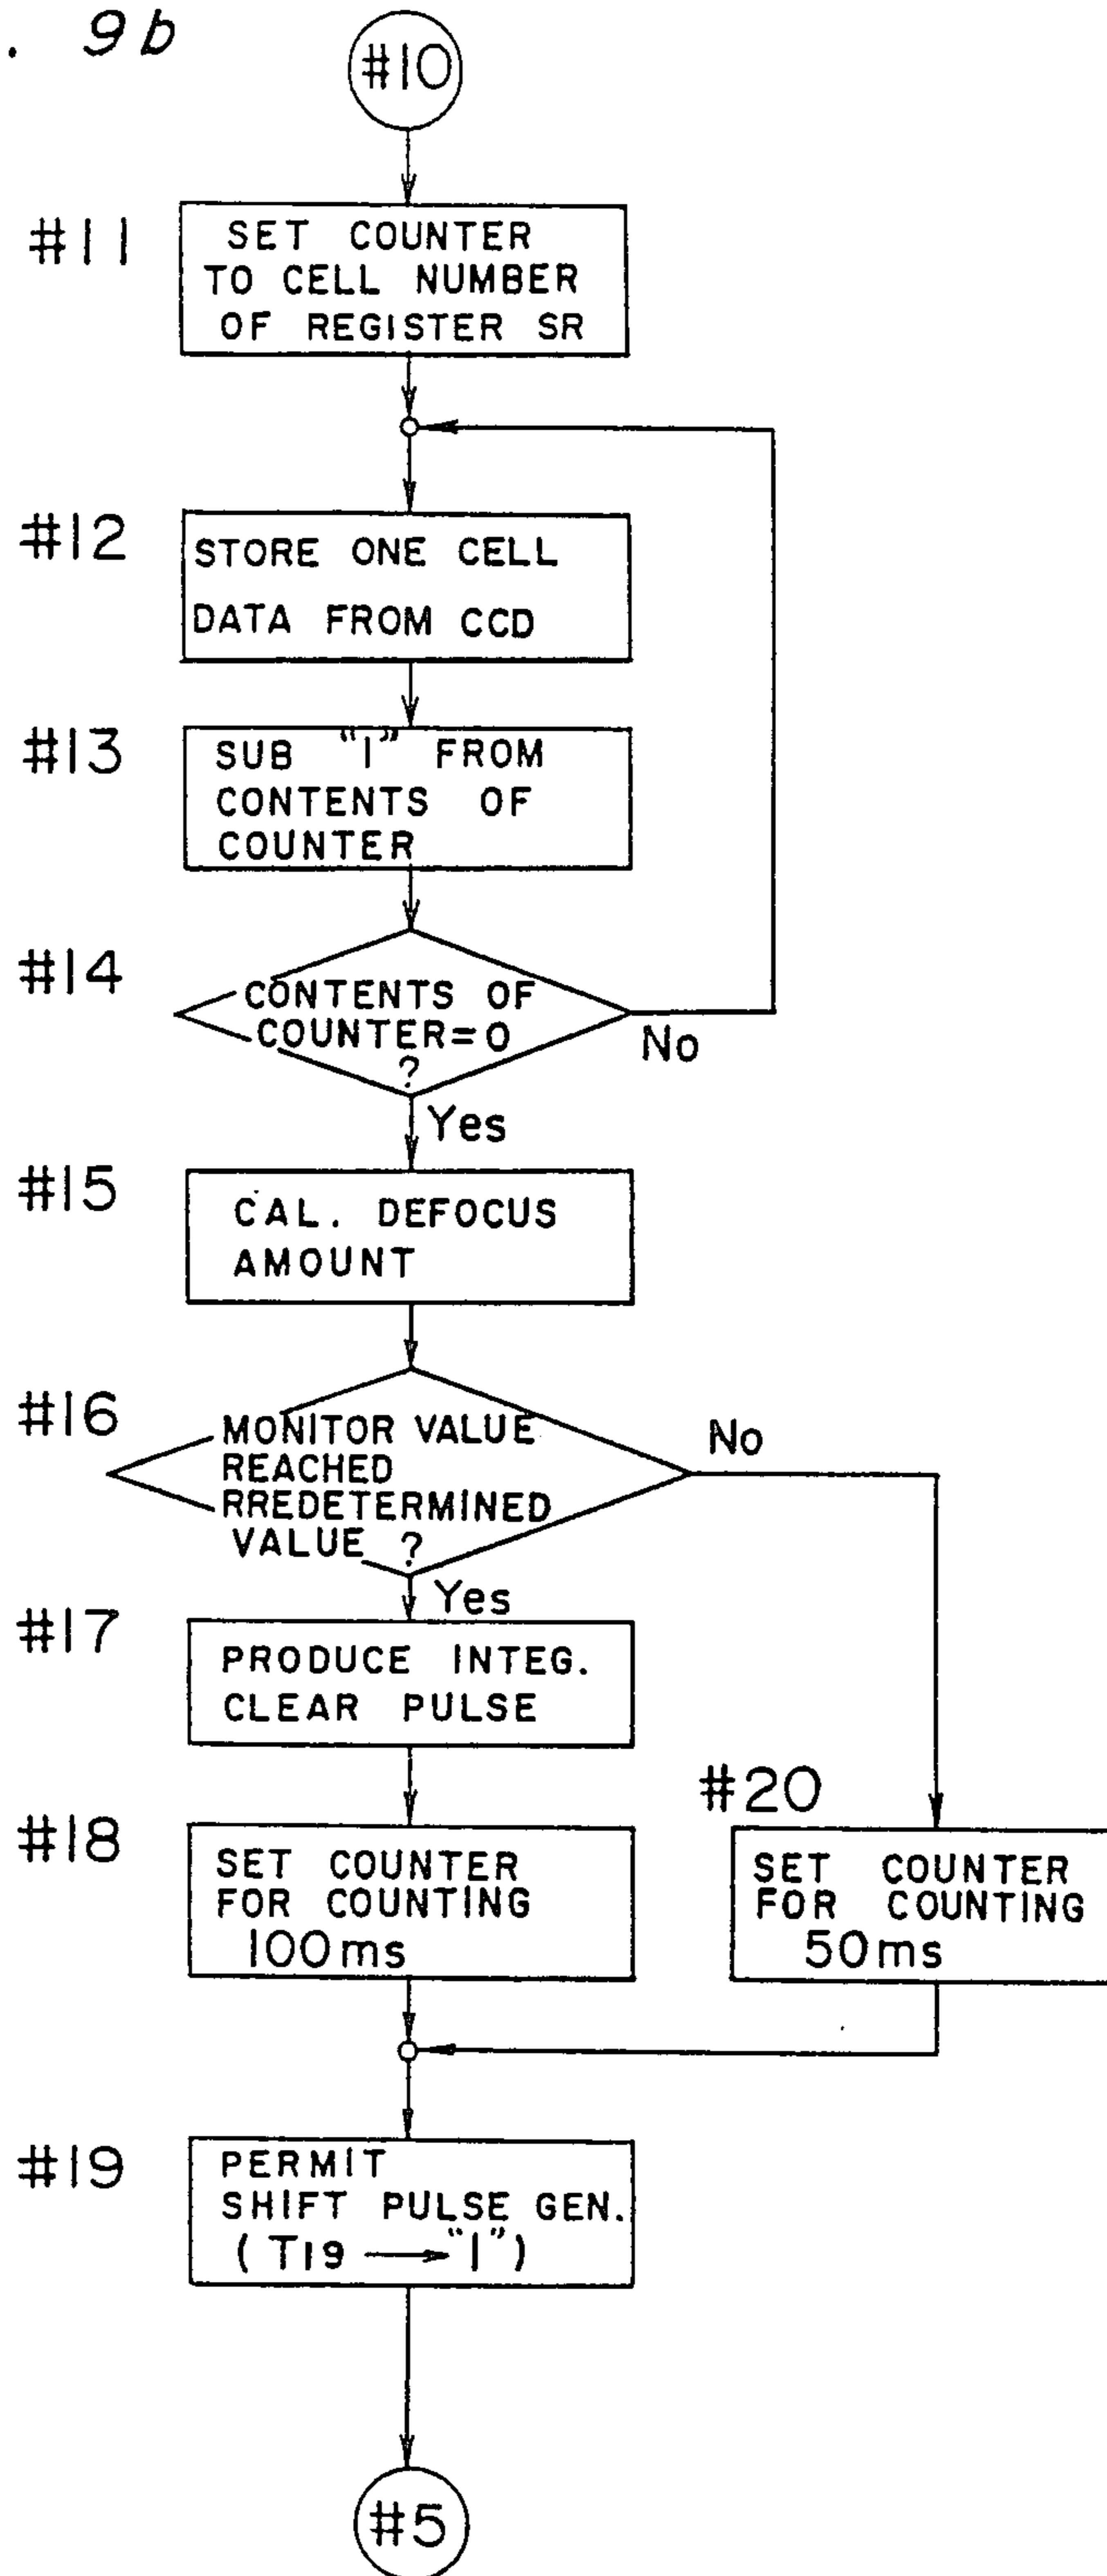 . 9b
#10
#11
SET COUNTER
TO CELL NUMBER
OF REGISTER SR
#12
STORE ONE CELL
DATA FROM CCD
#13
SUB "1" FROM
CONTENTS OF
COUNTER
#14
CONTENTS OF
COUNTER=0
?
No
Yes
#15
CAL. DEFOCUS
AMOUNT
#16
MONITOR VALUE
REACHED
RREDETERMINED
VALUE ?
No
Yes
#17
PRODUCE INTEG.
CLEAR PULSE
#18
SET COUNTER
FOR COUNTING
100ms
#20
SET COUNTER
FOR COUNTING
50ms
#19
PERMIT
SHIFT PULSE GEN.
(T19 → "1")
#5